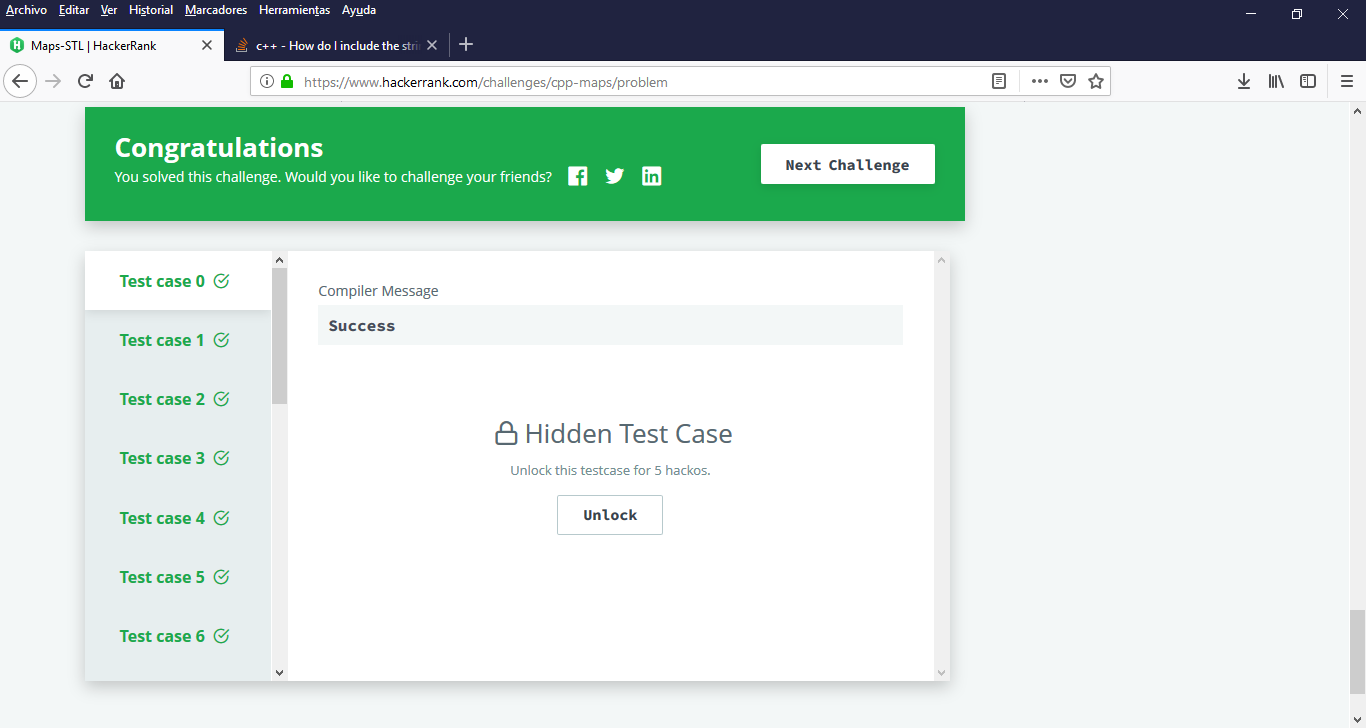 Archivo Editar Ver Historial Marcadores Herramientas Ayuda
Maps-STL | HackerRank
c++ - How do I include the stri
https://www.hackerrank.com/challenges/cpp-maps/problem
Congratulations
You solved this challenge. Would you like to challenge your friends?
Next Challenge
Test case 0
Test case 1
Test case 2
Test case 3
Test case 4
Test case 5
Test case 6
Compiler Message
Success
Hidden Test Case
Unlock this testcase for 5 hackos.
Unlock